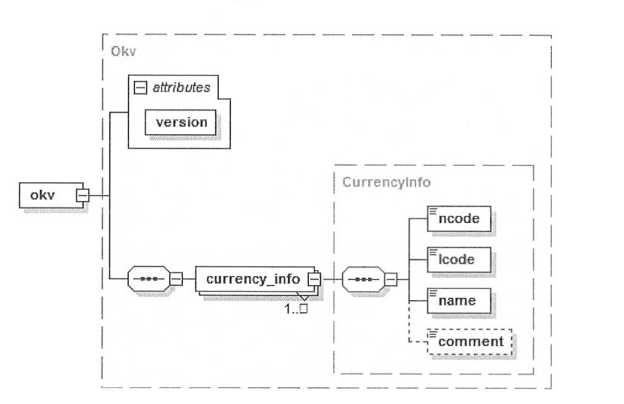 Okv
attributes
version
okv
CurrencyInfo
ncode
lcode
currency_info
name
1..
comment